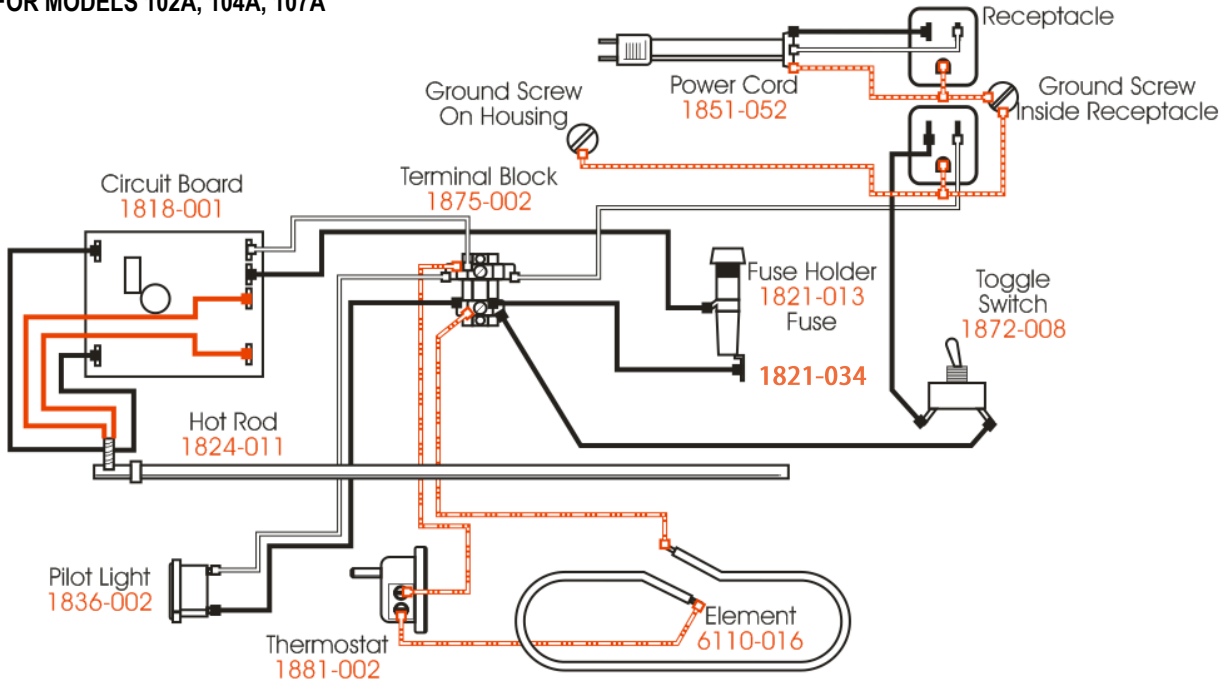 FOR MODELS 102A, 104A, 107A
Receptacle
Power Cord
1851-052
Ground Screw
Inside Receptacle
Ground Screw
On Housing
Circuit Board
1818-001
Terminal Block
1875-002
Fuse Holder
1821-013
Fuse
1821-034
Toggle
Switch
1872-008
Hot Rod
1824-011
Pilot Light
1836-002
Thermostat
1881-002
Element
6110-016